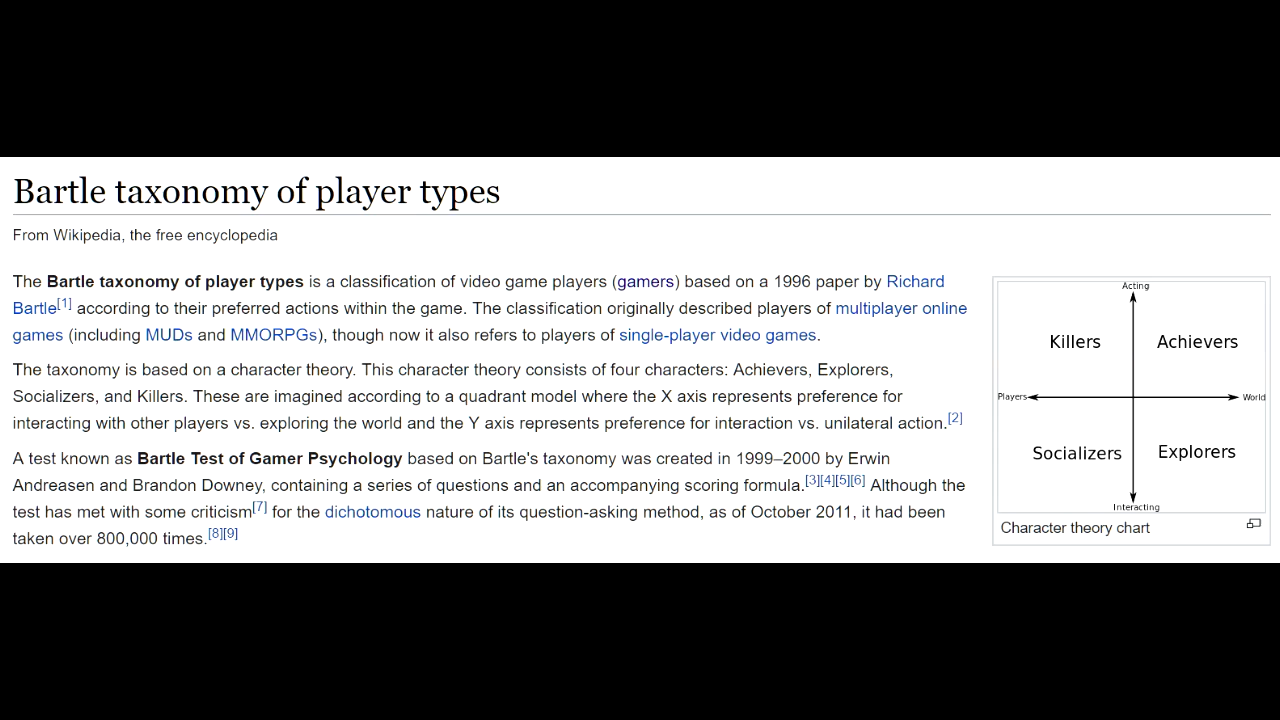 Bartle taxonomy of player types
From Wikipedia, the free encyclopedia
The Bartle taxonomy of player types is a classification of video game players (gamers) based on a 1996 paper by Richard
Bartle[1] according to their preferred actions within the game. The classification originally described players of multiplayer online
games (including MUDs and MMORPGs), though now it also refers to players of single-player video games.
The taxonomy is based on a character theory. This character theory consists of four characters: Achievers, Explorers,
Socializers, and Killers. These are imagined according to a quadrant model where the X axis represents preference for
interacting with other players vs. exploring the world and the Y axis represents preference for interaction vs. unilateral action.[2]
A test known as Bartle Test of Gamer Psychology based on Bartle's taxonomy was created in 1999–2000 by Erwin
Andreasen and Brandon Downey, containing a series of questions and an accompanying scoring formula.[3][4][5][6] Although the
test has met with some criticism[7] for the dichotomous nature of its question-asking method, as of October 2011, it had been
taken over 800,000 times.[8][9]
Acting
Killers Achievers
Players World
Socializers Explorers
Interacting
Character theory chart